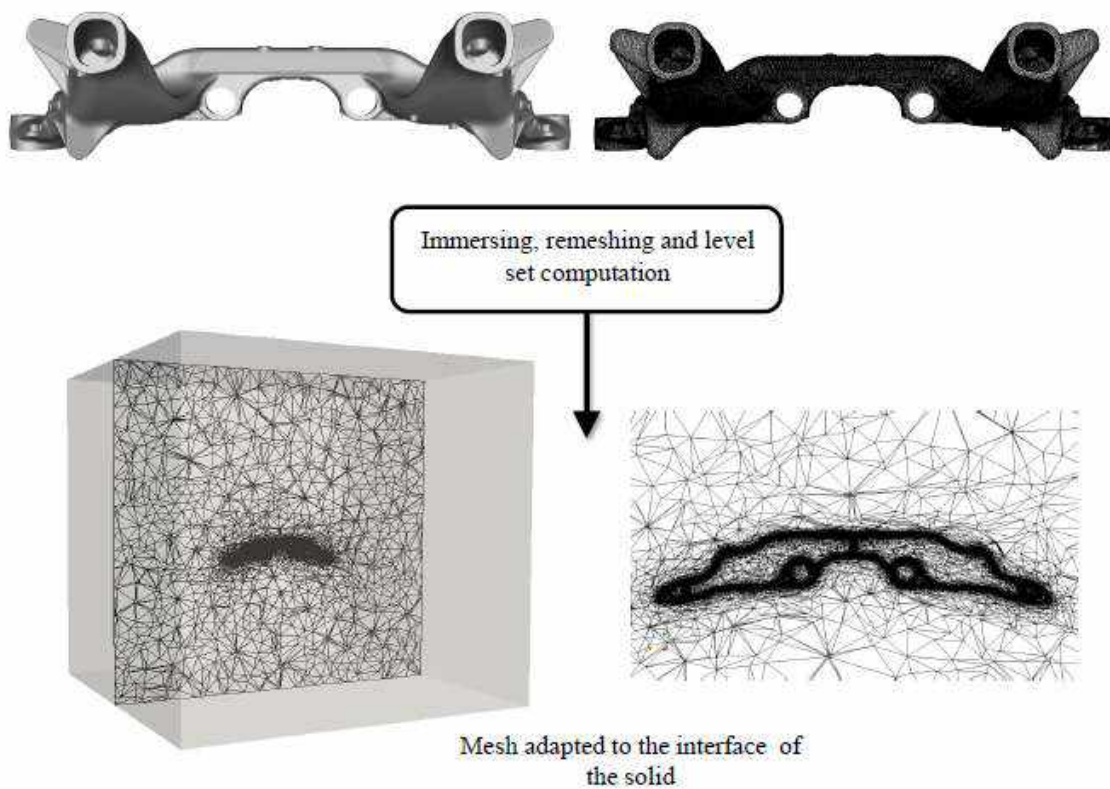 Immersing, remeshing and level
set computation
Mesh adapted to the interface of
the solid